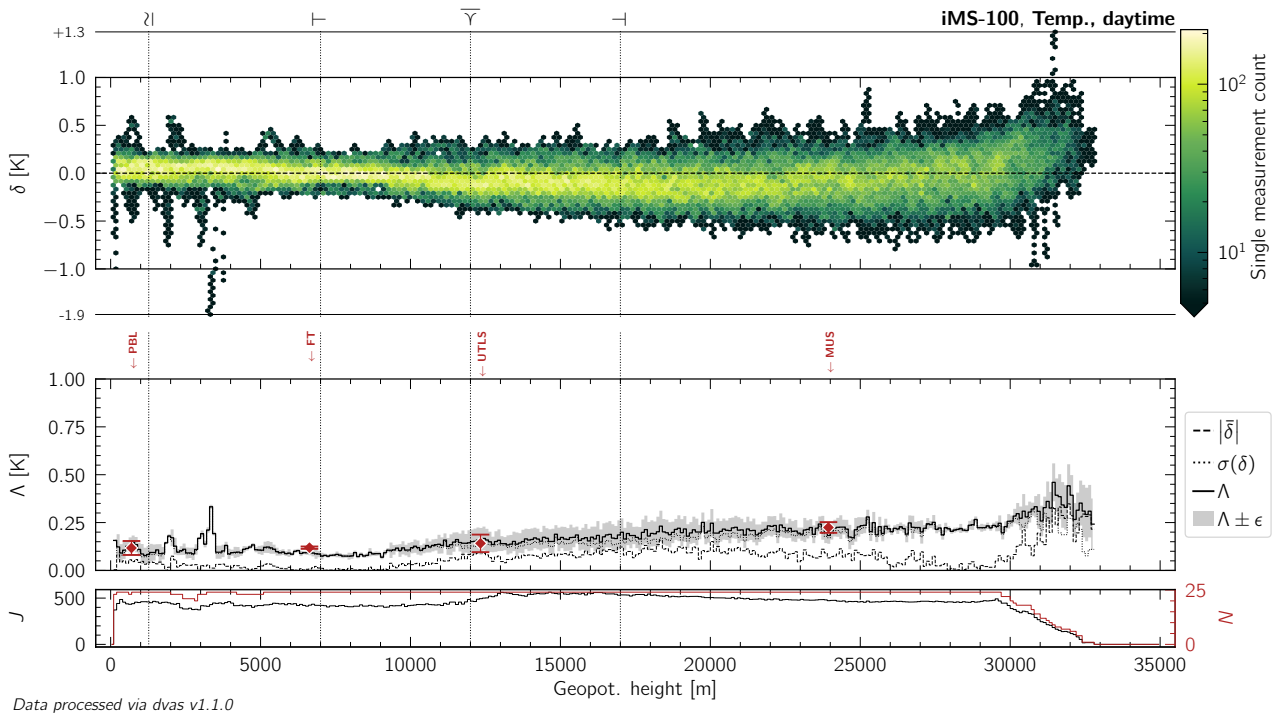 iMS-100, Temp., daytime
+1.3
1.0
0.5
0.0
−0.5
−1.0
-1.9
δ [K]
10²
10¹
Single measurement count
← PBL
← FT
← UTLS
← MUS
1.00
0.75
0.50
0.25
0.00
Λ [K]
|δ̄|
σ(δ)
Λ
Λ ± ϵ
500
0
J
25
0
N
0 5000 10000 15000 20000 25000 30000 35000
Geopot. height [m]
Data processed via dvas v1.1.0